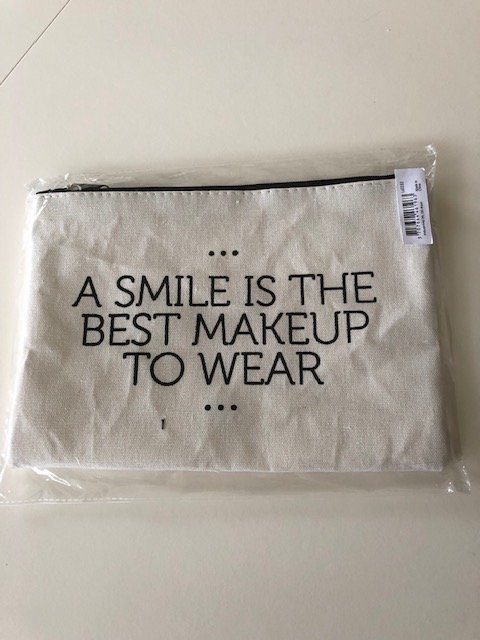 ...
A SMILE IS THE
BEST MAKEUP
TO WEAR
...